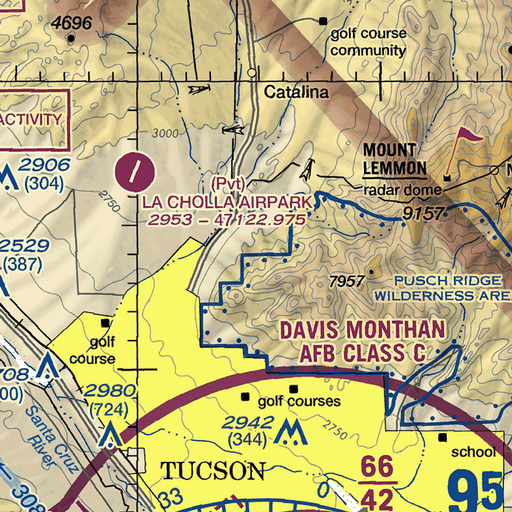 4696
golf course
community
Catalina
ACTIVITY
3000
2906
(304)
MOUNT
LEMMON
radar dome
9157
(Pvt)
LA CHOLLA AIRPARK
2953 – 47 122.975
2750
2529
(387)
7957
PUSCH RIDGE
WILDERNESS ARE
DAVIS MONTHAN
AFB CLASS C
golf
course
708
00)
2980
(724)
golf courses
2942
(344)
2750
school
Santa Cruz
River
TUCSON
66
42
95
33
0
308